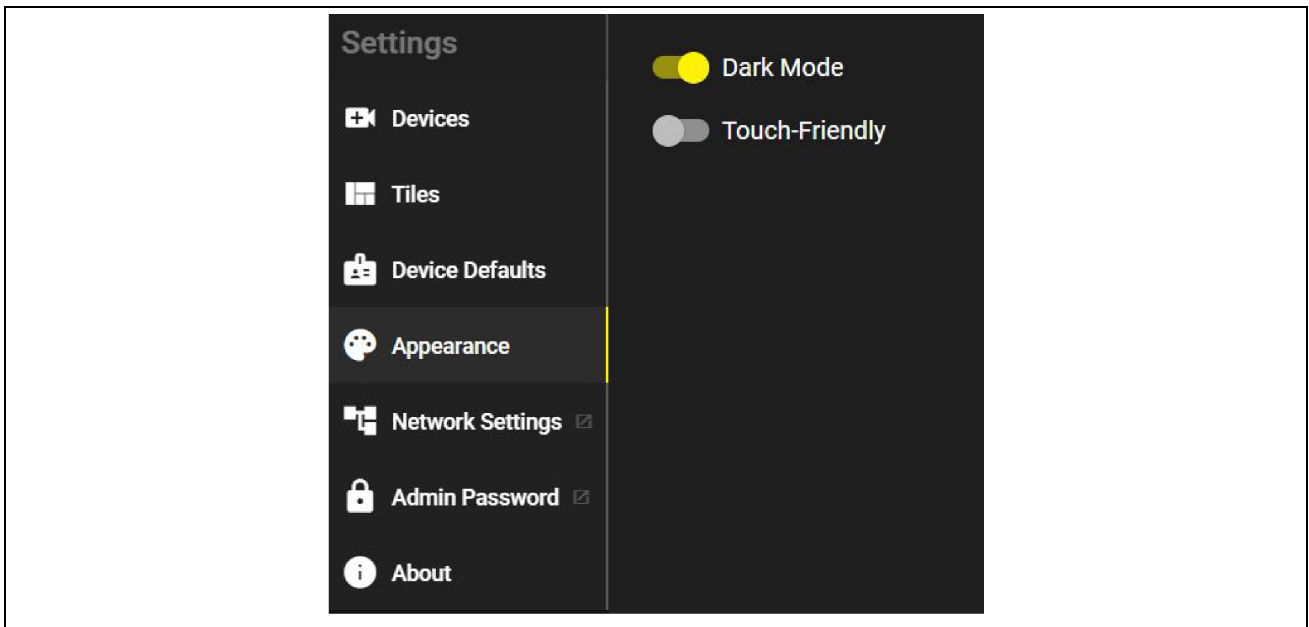 Settings
Devices
Tiles
Device Defaults
Appearance
Network Settings
Admin Password
About
Dark Mode
Touch-Friendly